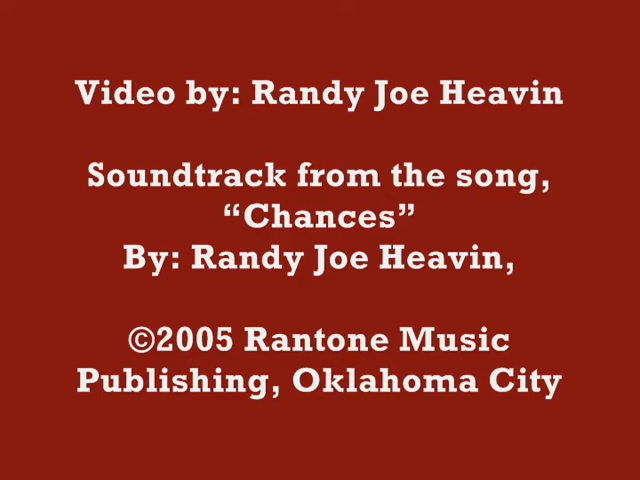 Video by: Randy Joe Heavin
Soundtrack from the song,
“Chances”
By: Randy Joe Heavin,
©2005 Rantone Music
Publishing, Oklahoma City